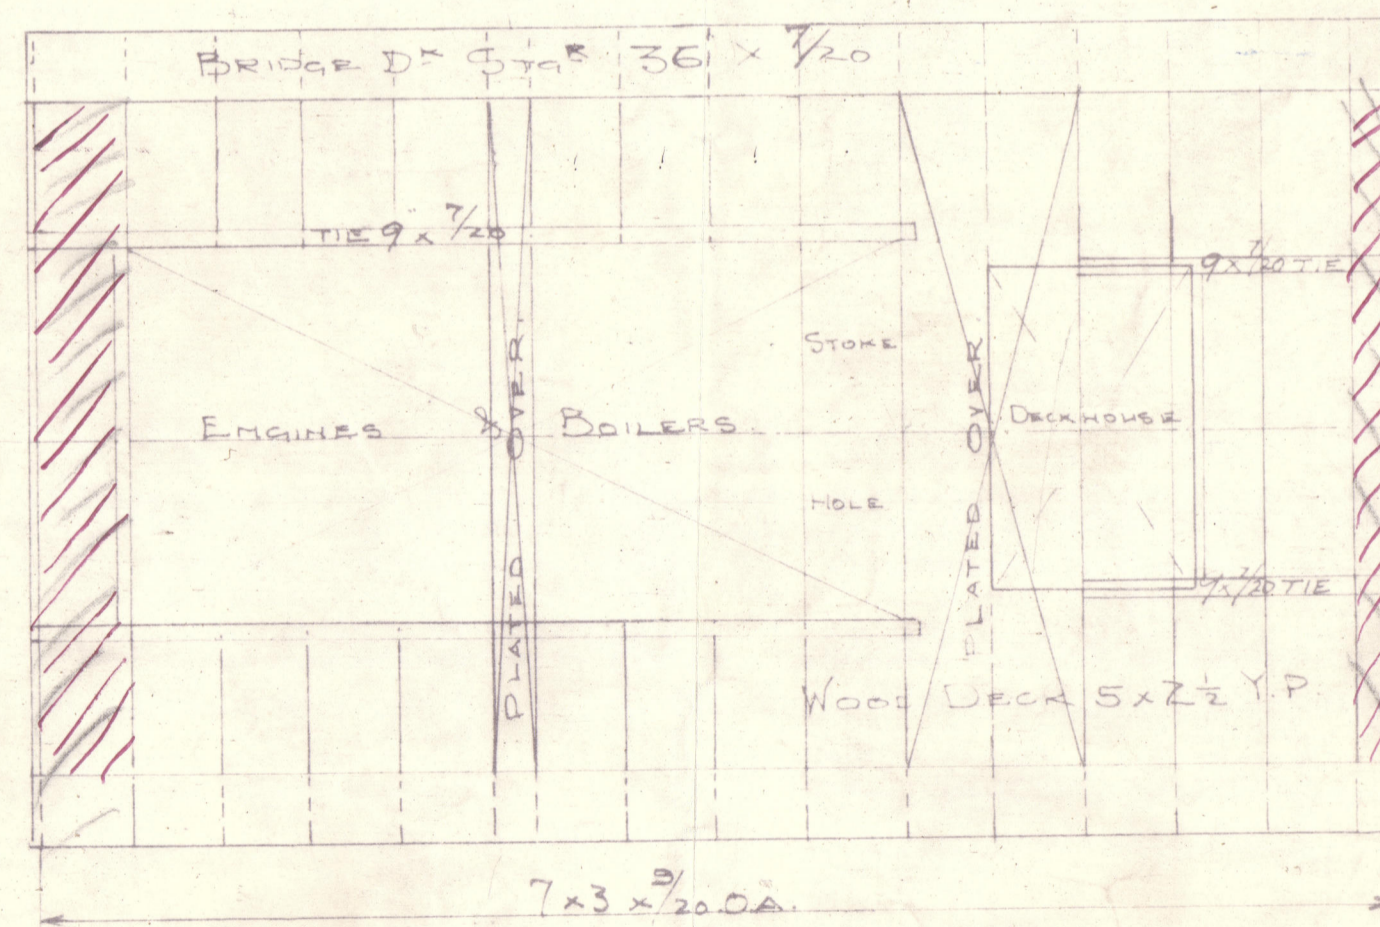 BRIDGE Dᴷ STGᴿ 36 × 7/20
TIE 9 × 7/20
9 × 7/20 TIE
STOKE
PLATED OVER.
PLATED OVER
ENGINES & BOILERS
DECKHOUSE
HOLE
9 × 7/20 TIE
WOOD DECK 5 × 2½ Y.P.
7 × 3 × 9/20 O.A.